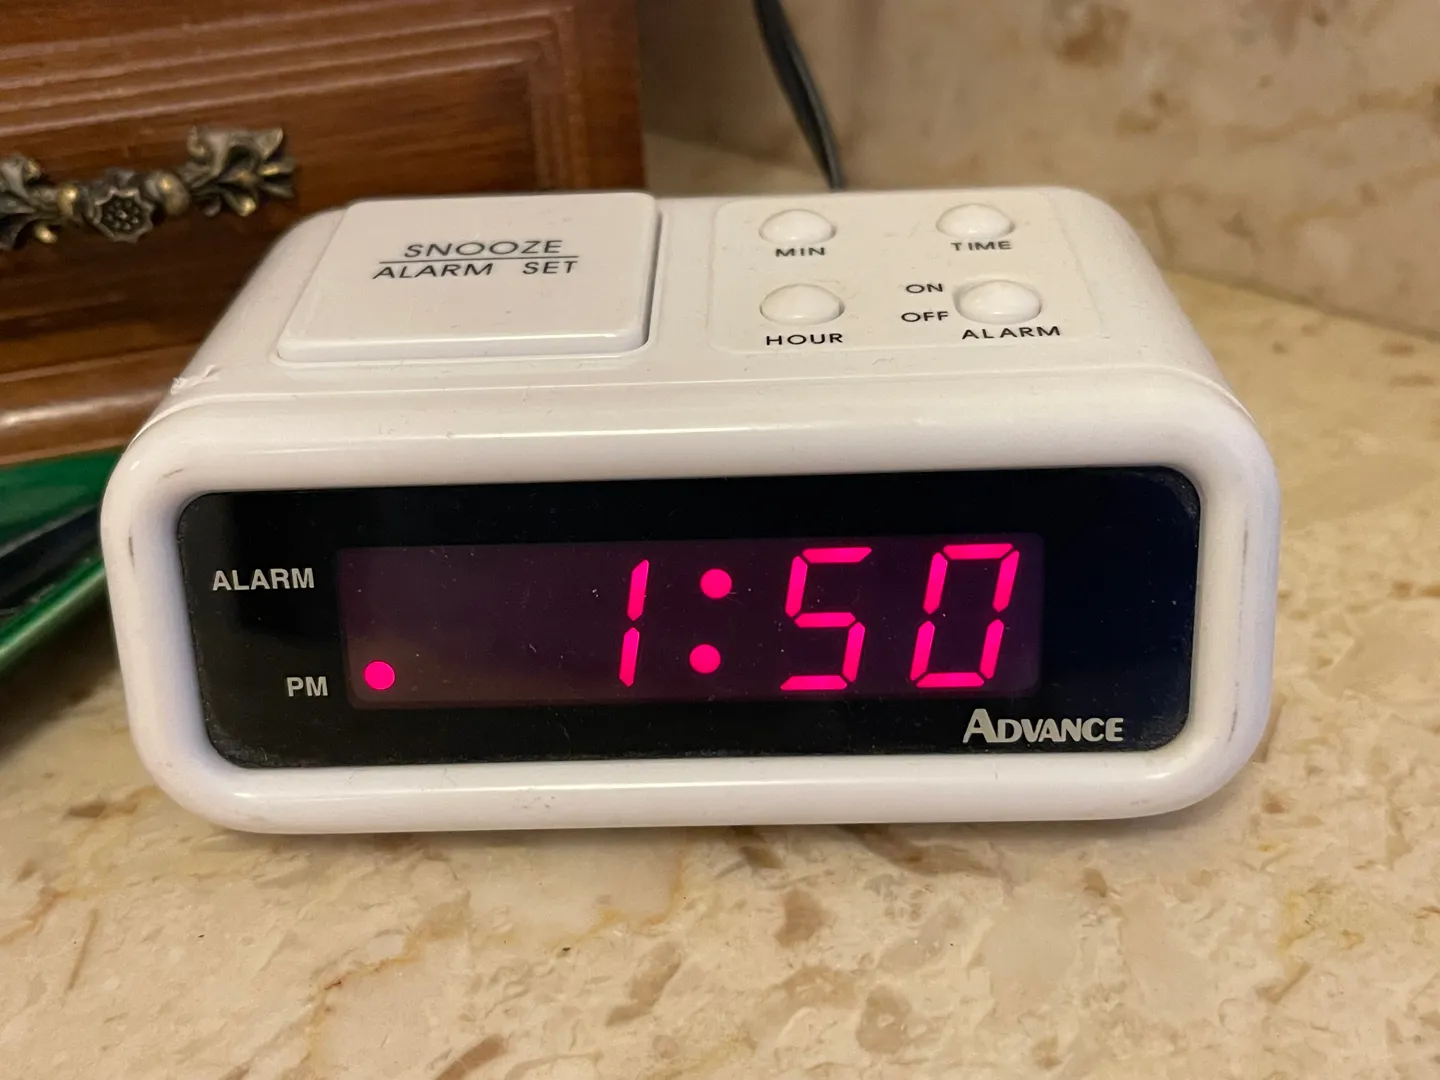 SNOOZE
ALARM SET
MIN
TIME
HOUR
ON
OFF
ALARM
ALARM
1:50
PM
ADVANCE